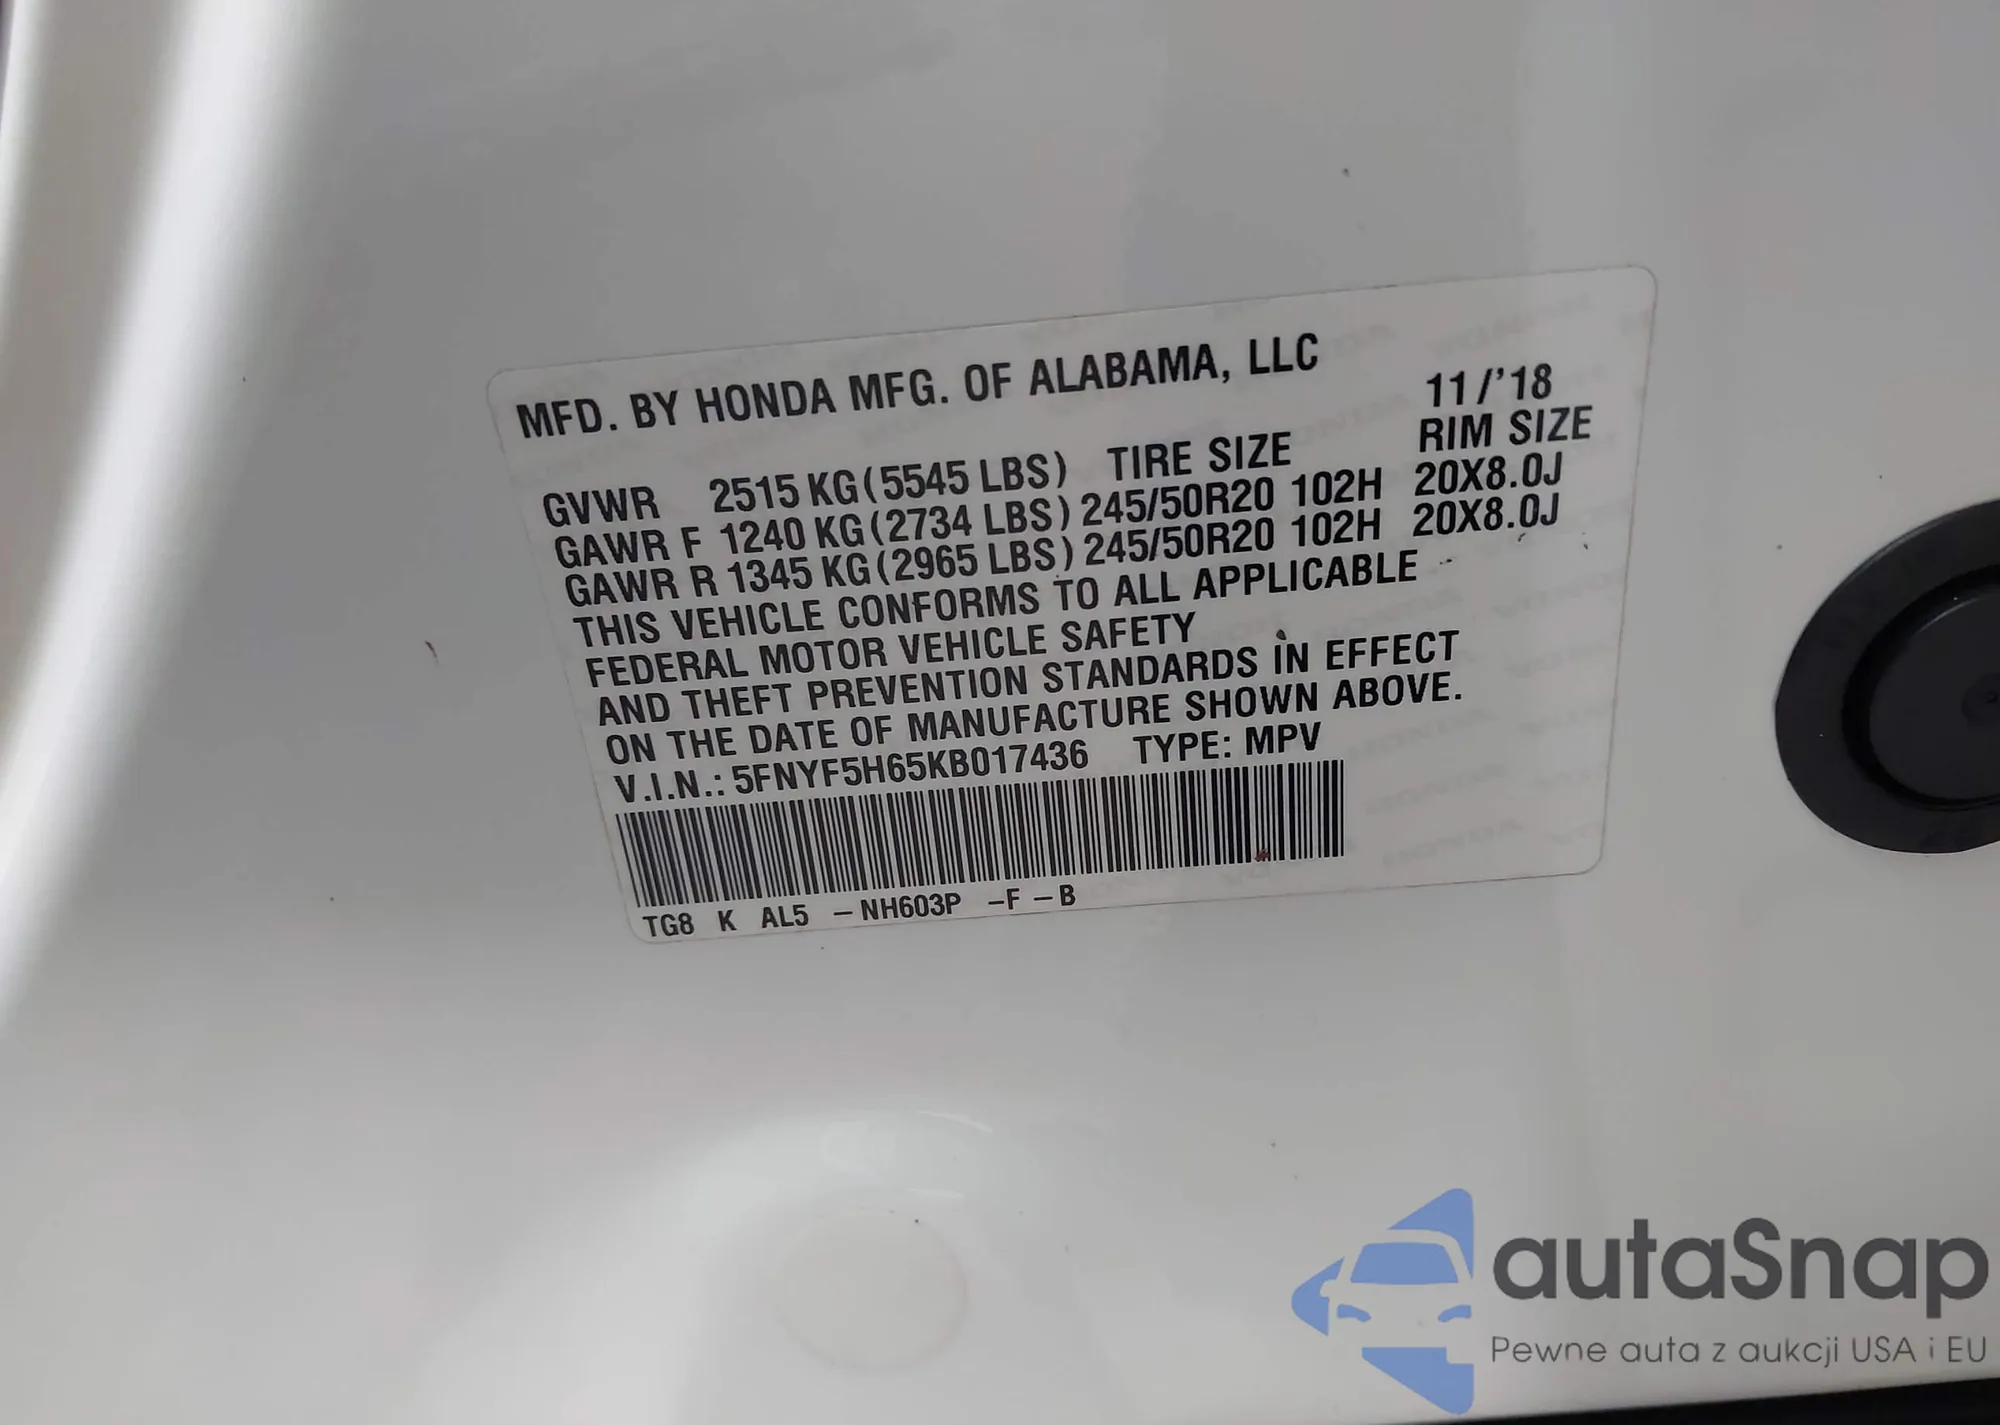 MFD. BY HONDA MFG. OF ALABAMA, LLC
11/'18
GVWR 2515 KG(5545 LBS) TIRE SIZE RIM SIZE
GAWR F 1240 KG(2734 LBS) 245/50R20 102H 20X8.0J
GAWR R 1345 KG(2965 LBS) 245/50R20 102H 20X8.0J
THIS VEHICLE CONFORMS TO ALL APPLICABLE
FEDERAL MOTOR VEHICLE SAFETY
AND THEFT PREVENTION STANDARDS IN EFFECT
ON THE DATE OF MANUFACTURE SHOWN ABOVE.
V.I.N.: 5FNYF5H65KB017436 TYPE: MPV
TG8 K AL5 -NH603P -F -B
autaSnap
Pewne auta z aukcji USA i EU